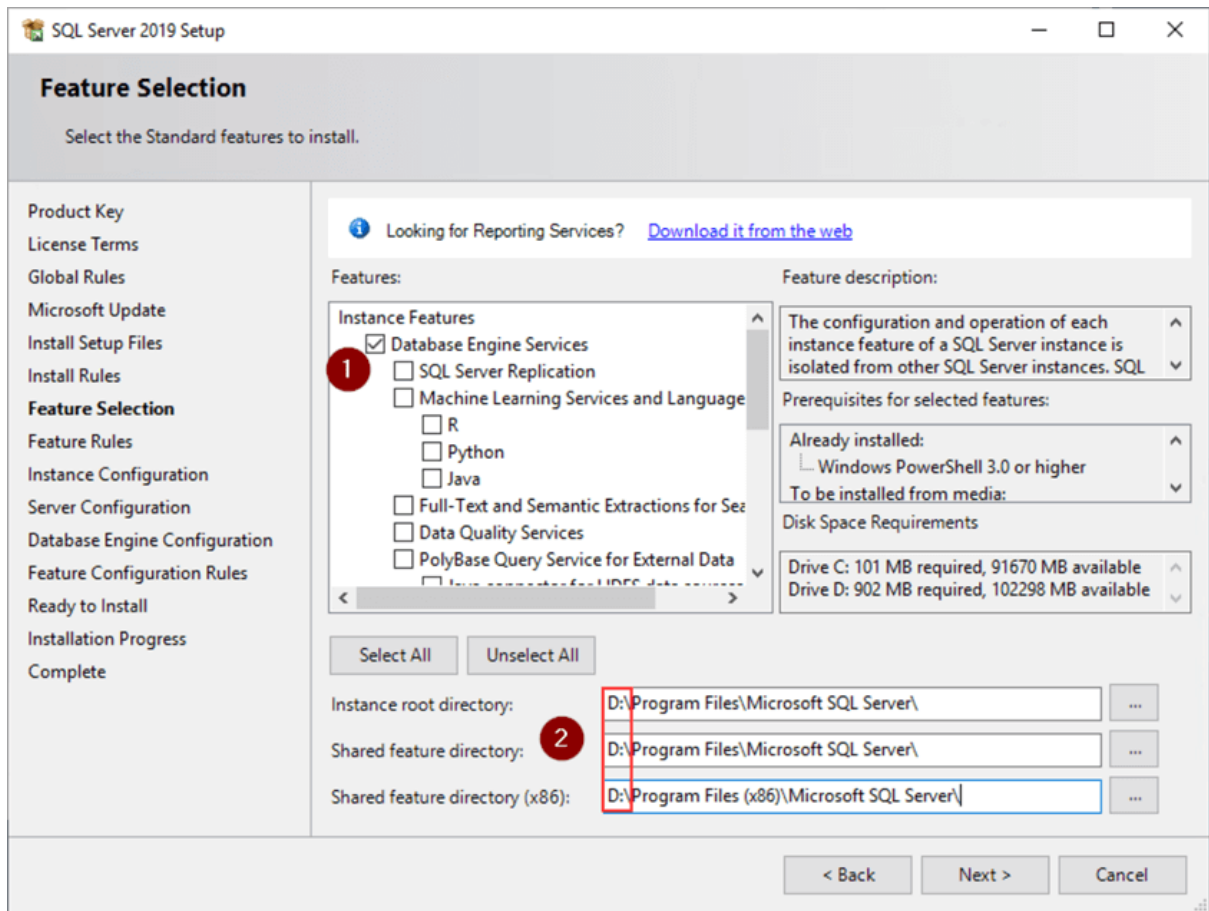 SQL Server 2019 Setup
Feature Selection
Select the Standard features to install.
Product Key
License Terms
Global Rules
Microsoft Update
Install Setup Files
Install Rules
Feature Selection
Feature Rules
Instance Configuration
Server Configuration
Database Engine Configuration
Feature Configuration Rules
Ready to Install
Installation Progress
Complete
Looking for Reporting Services? Download it from the web
Features:
Instance Features
Database Engine Services
1
SQL Server Replication
Machine Learning Services and Language
R
Python
Java
Full-Text and Semantic Extractions for Sea
Data Quality Services
PolyBase Query Service for External Data
Java connector for HDFS data sources
Feature description:
The configuration and operation of each
instance feature of a SQL Server instance is
isolated from other SQL Server instances. SQL
Prerequisites for selected features:
Already installed:
Windows PowerShell 3.0 or higher
To be installed from media:
Disk Space Requirements
Drive C: 101 MB required, 91670 MB available
Drive D: 902 MB required, 102298 MB available
Select All Unselect All
Instance root directory: D:\Program Files\Microsoft SQL Server\ ...
2
Shared feature directory: D:\Program Files\Microsoft SQL Server\ ...
Shared feature directory (x86): D:\Program Files (x86)\Microsoft SQL Server\ ...
< Back Next > Cancel